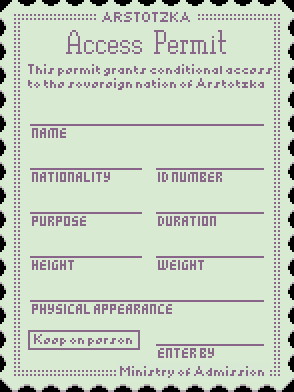 ARSTOTZKA
Access Permit
This permit grants conditional access
to the sovereign nation of Arstotzka
NAME
NATIONALITY ID NUMBER
PURPOSE DURATION
HEIGHT WEIGHT
PHYSICAL APPEARANCE
Keep on person
ENTER BY
Ministry of Admission